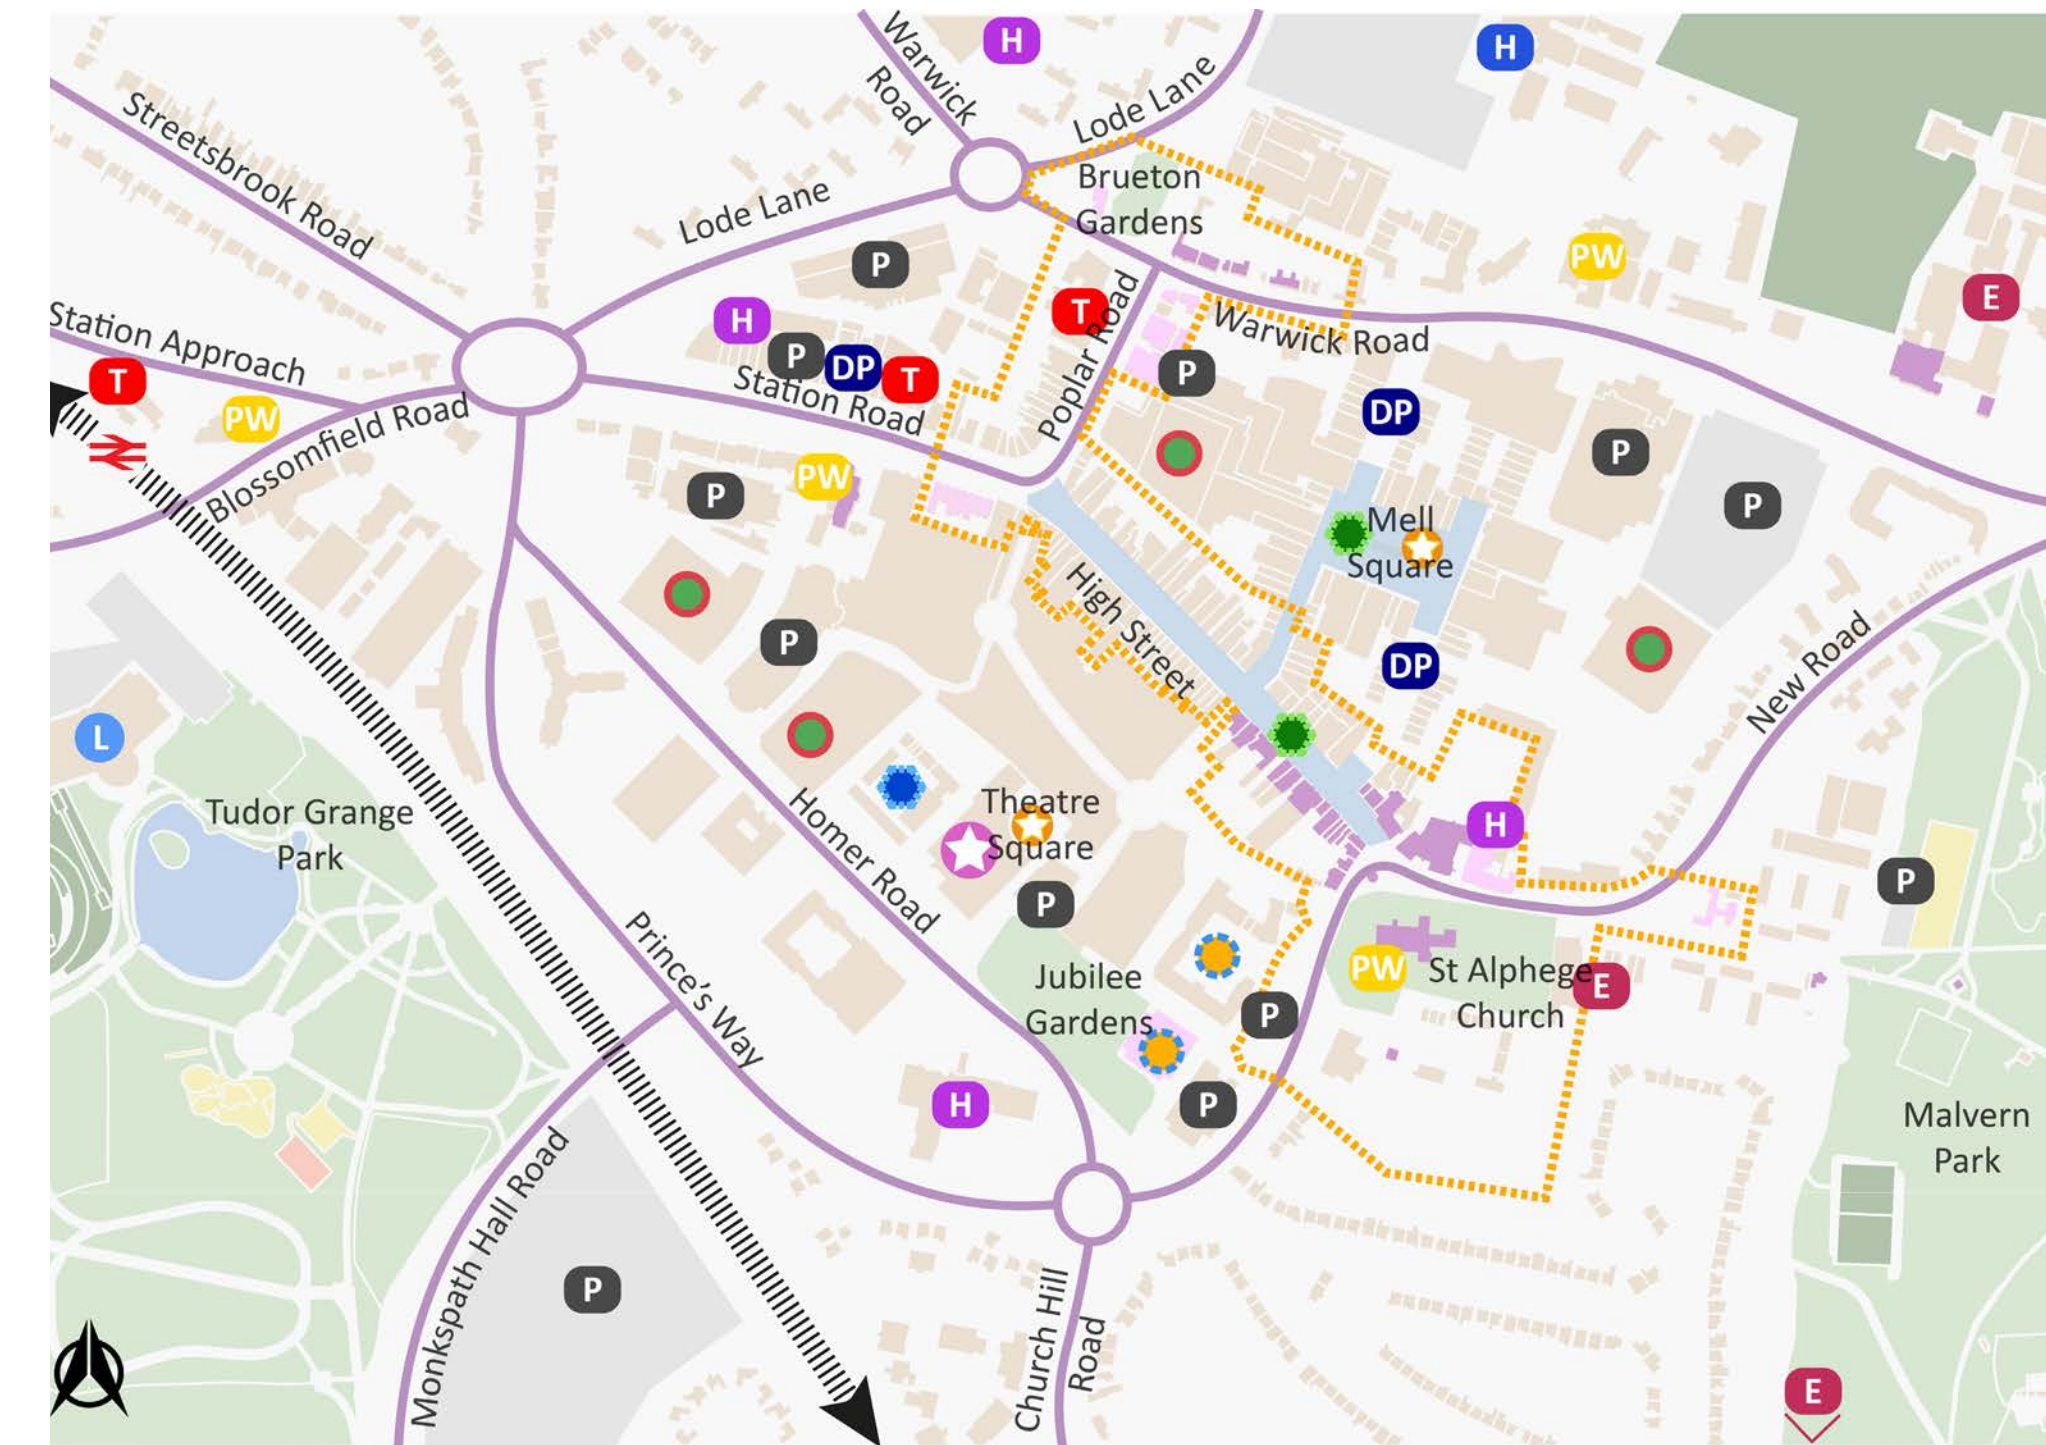 H
H
Warwick
Road
Lode Lane
Streetsbrook Road
Brueton
Gardens
Lode Lane
P
PW
E
H
T
Station Approach
T
P
DP
T
Poplar Road
Warwick Road
P
DP
PW
Blossomfield Road
Station Road
P
PW
P
P
Mell
Square
High Street
P
DP
New Road
L
Tudor Grange
Park
Theatre
Square
Homer Road
H
P
P
Prince's Way
Jubilee
Gardens
PW
St Alphege
Church
E
P
H
P
Malvern
Park
Monkspath Hall Road
P
Church Hill
Road
E